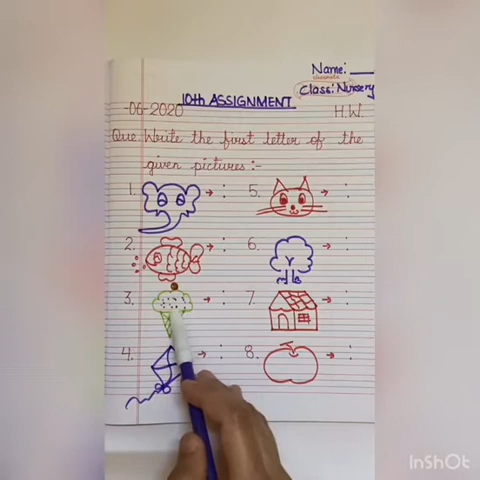 Name: ___
Class: Nursery
10th ASSIGNMENT
-06-2020 H.W.
Que. Write the first letter of the
given pictures :-
1. → : 5. → :
2. → : 6. → :
3. → : 7. → :
4. → : 8. → :
InShOt